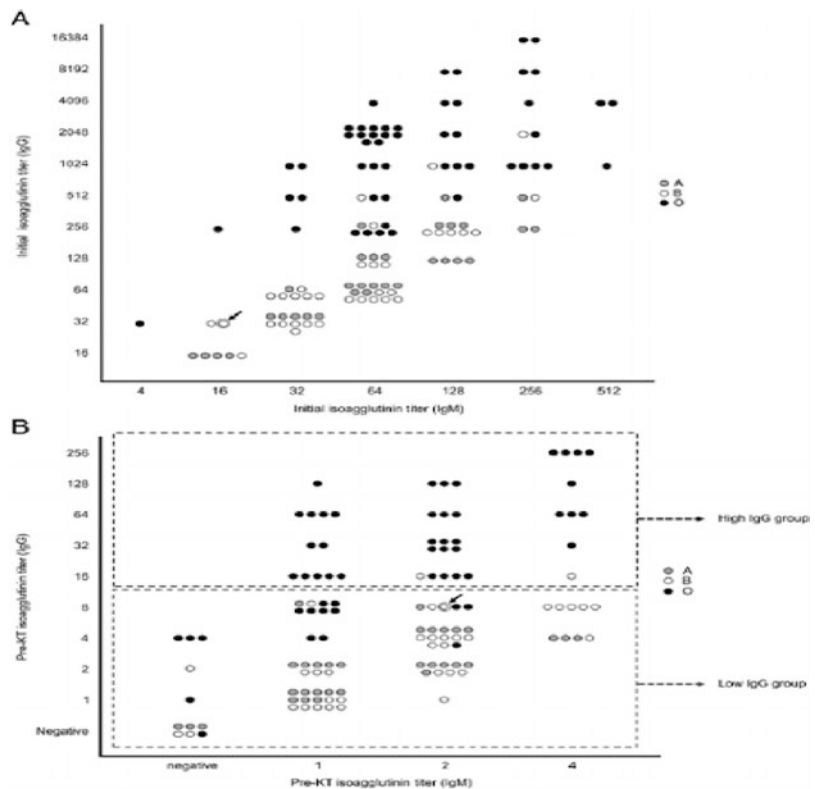 A
Initial isoagglutinin titer (IgG)
16384
8192
4096
2048
1024
512
256
128
64
32
16
4 16 32 64 128 256 512
Initial isoagglutinin titer (IgM)
A
B
O
B
Pre-KT isoagglutinin titer (IgG)
256
128
64
32
16
8
4
2
1
Negative
negative 1 2 4
Pre-KT isoagglutinin titer (IgM)
High IgG group
A
B
O
Low IgG group